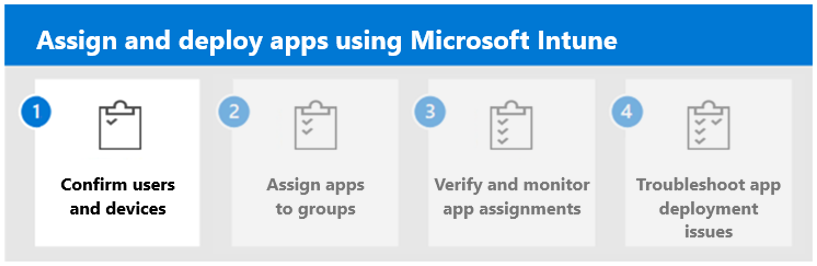 Assign and deploy apps using Microsoft Intune
1
Confirm users
and devices
2
Assign apps
to groups
3
Verify and monitor
app assignments
4
Troubleshoot app
deployment
issues